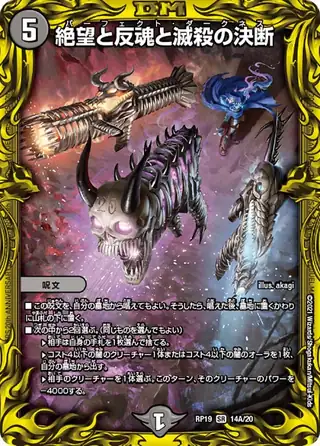 DM
パーフェクト・ダークネス
5
絶望と反魂と滅殺の決断
illus. akagi
呪文
■この呪文を、自分の墓地から唱えてもよい。そうしたら、唱えた後、墓地に置くかわり
に山札の下に置く。
■次の中から2回選ぶ。(同じものを選んでもよい)
▶相手は自身の手札を1枚選んで捨てる。
▶コスト4以下の闇のクリーチャー1体またはコスト4以下の闇のオーラを1枚、
自分の墓地から出す。
▶相手のクリーチャーを1体選ぶ。このターン、そのクリーチャーのパワーを
-4000する。
RP19 SR 14A/20